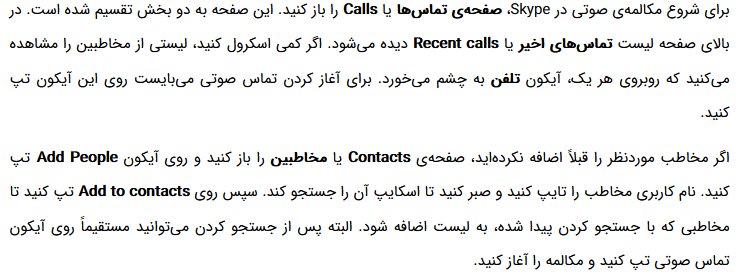 برای شروع مکالمه‌ی صوتی در Skype، صفحه‌ی تماس‌ها یا Calls را باز کنید. این صفحه به دو بخش تقسیم شده است. در
بالای صفحه لیست تماس‌های اخیر یا Recent calls دیده می‌شود. اگر کمی اسکرول کنید، لیستی از مخاطبین را مشاهده
می‌کنید که روبروی هر یک، آیکون تلفن به چشم می‌خورد. برای آغاز کردن تماس صوتی می‌بایست روی این آیکون تپ
کنید.
اگر مخاطب موردنظر را قبلاً اضافه نکرده‌اید، صفحه‌ی Contacts یا مخاطبین را باز کنید و روی آیکون Add People تپ
کنید. نام کاربری مخاطب را تایپ کنید و صبر کنید تا اسکایپ آن را جستجو کند. سپس روی Add to contacts تپ کنید تا
مخاطبی که با جستجو کردن پیدا شده، به لیست اضافه شود. البته پس از جستجو کردن می‌توانید مستقیماً روی آیکون
تماس صوتی تپ کنید و مکالمه را آغاز کنید.